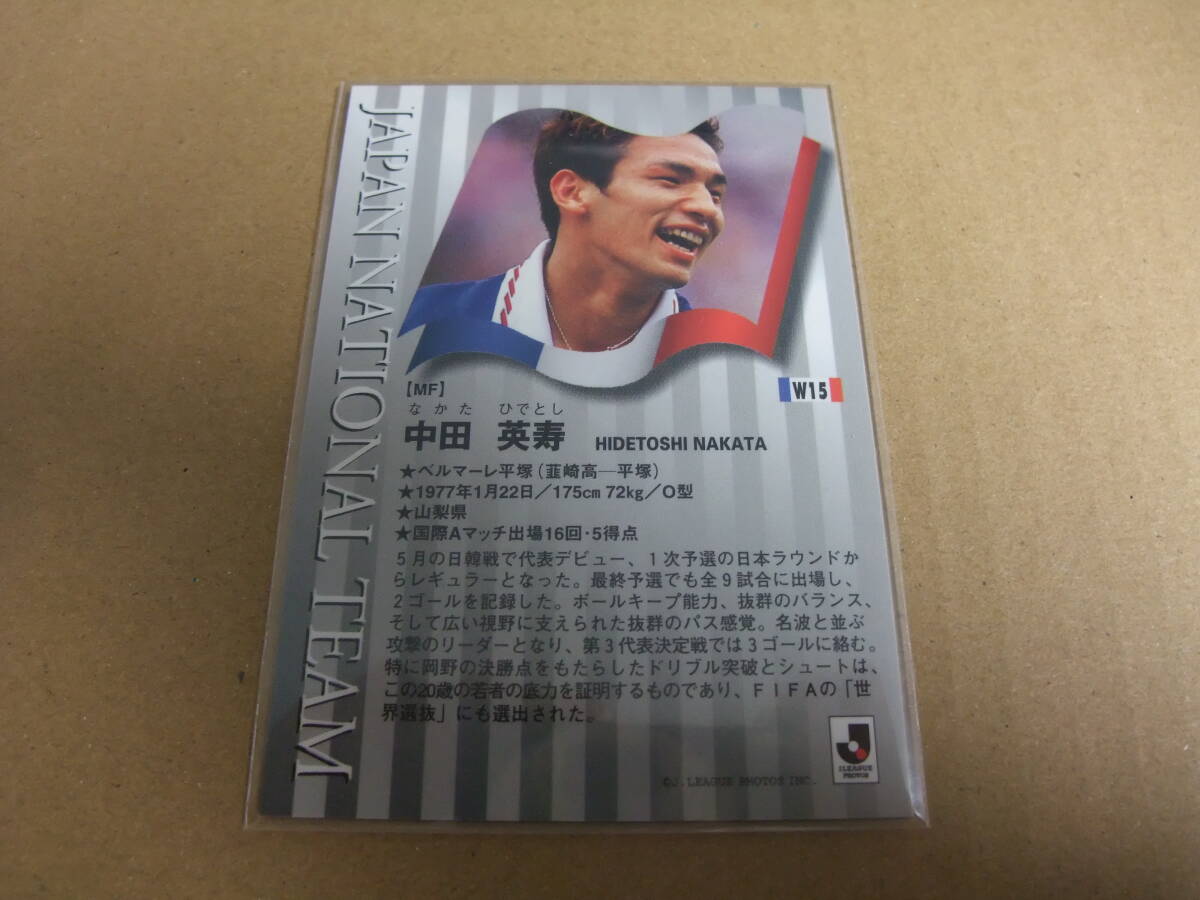 JAPAN NATIONAL TEAM
【MF】
W15
なかた ひでとし
中田 英寿 HIDETOSHI NAKATA
★ベルマーレ平塚(韮崎高―平塚)
★1977年1月22日/175cm 72kg/O型
★山梨県
★国際Aマッチ出場16回・5得点
5月の日韓戦で代表デビュー、1次予選の日本ラウンドか
らレギュラーとなった。最終予選でも全9試合に出場し、
2ゴールを記録した。ボールキープ能力、抜群のバランス、
そして広い視野に支えられた抜群のパス感覚。名波と並ぶ
攻撃のリーダーとなり、第3代表決定戦では3ゴールに絡む。
特に岡野の決勝点をもたらしたドリブル突破とシュートは、
この20歳の若者の底力を証明するものであり、FIFAの「世
界選抜」にも選出された。
J.LEAGUE
PHOTOS
©J.LEAGUE PHOTOS INC.